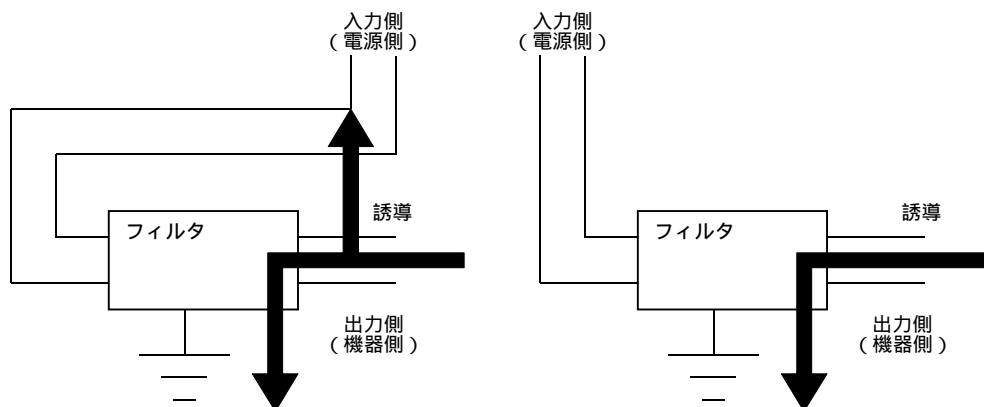 入力側
（電源側）
フィルタ
誘導
出力側
（機器側）
入力側
（電源側）
フィルタ
誘導
出力側
（機器側）